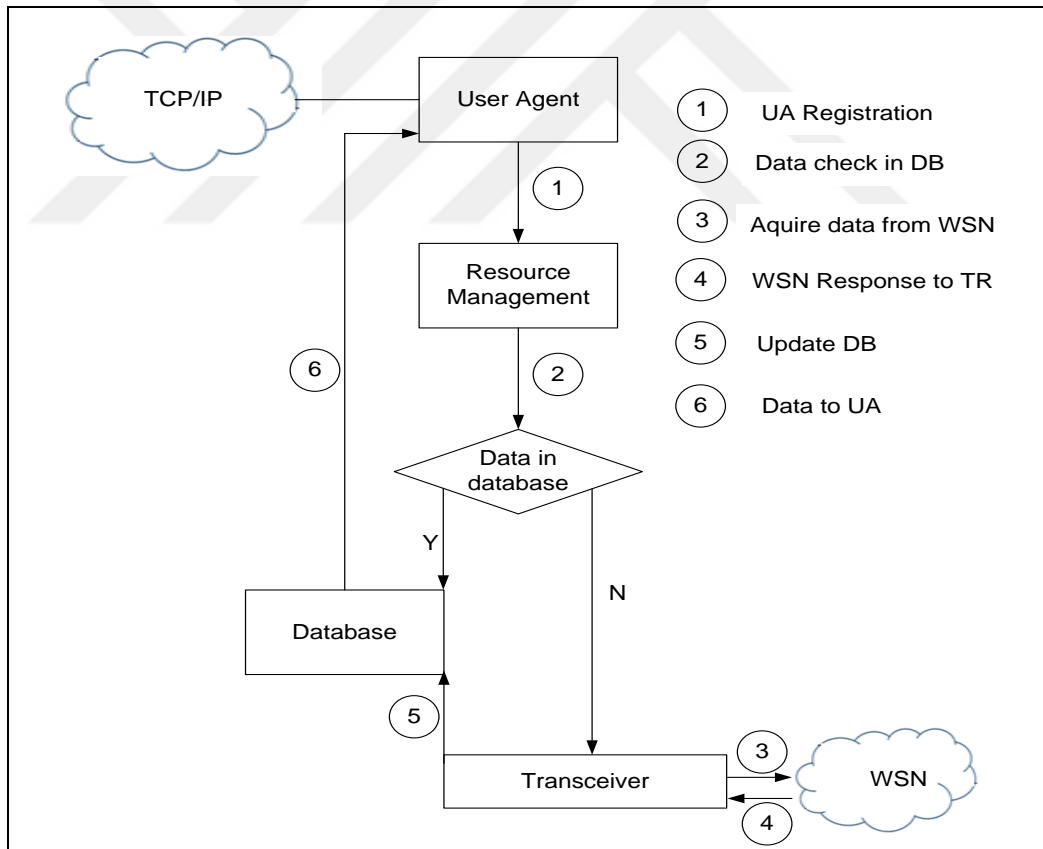 TCP/IP
User Agent
1 UA Registration
2 Data check in DB
3 Aquire data from WSN
4 WSN Response to TR
5 Update DB
6 Data to UA
1
Resource
Management
6
2
Data in
database
Y
N
Database
5
3
Transceiver
WSN
4